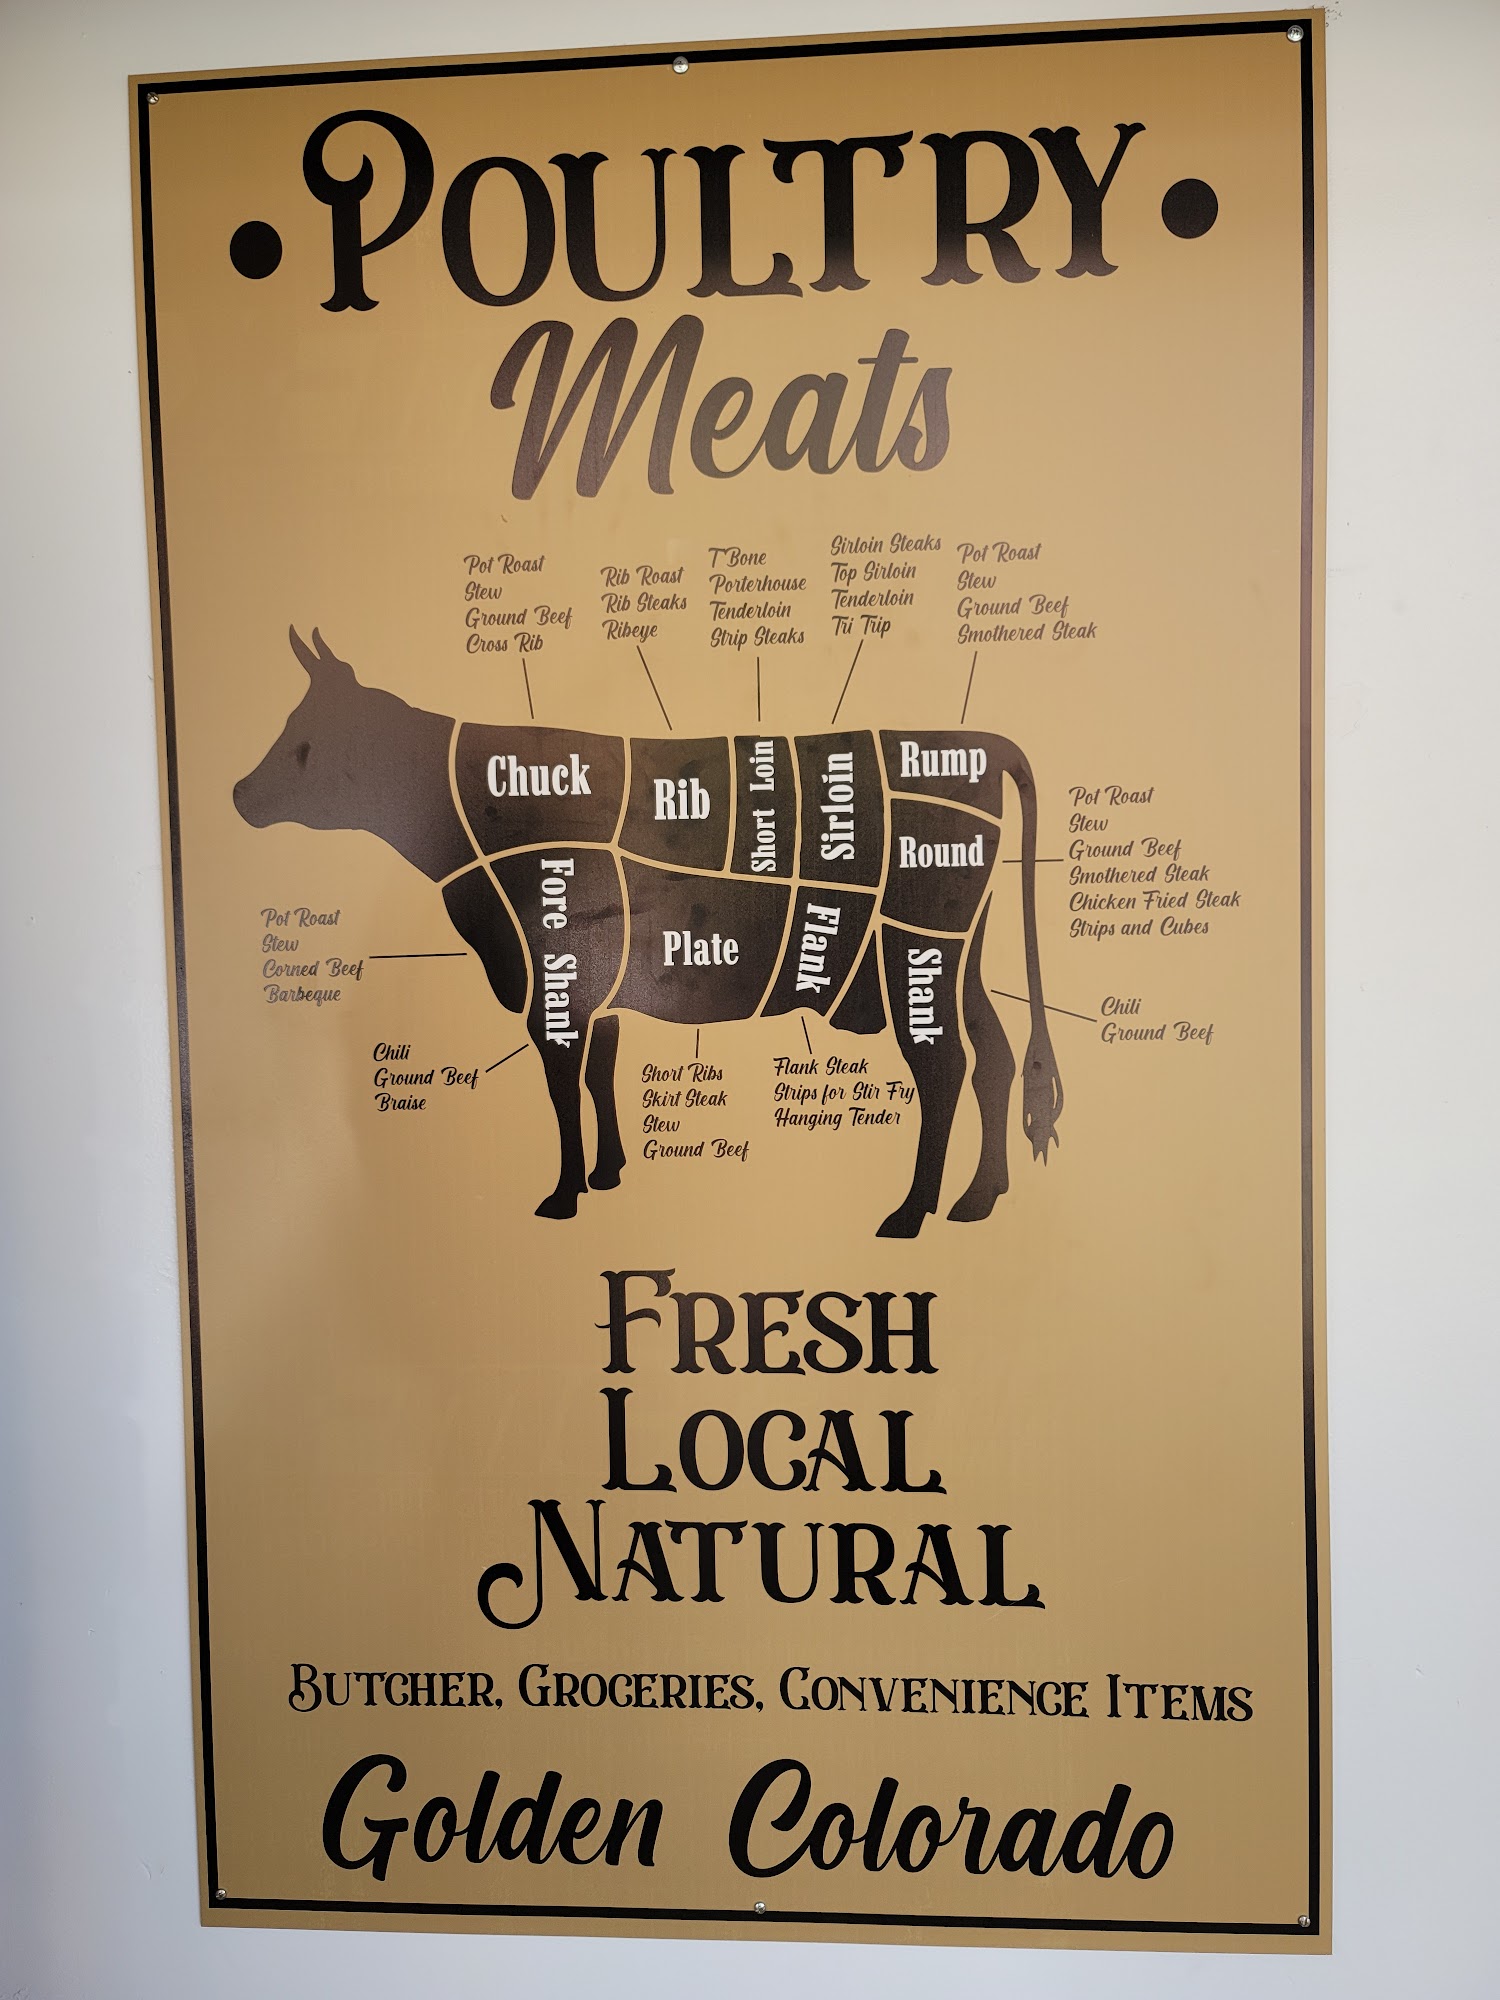 • POULTRY •
Meats
Pot Roast
Stew
Ground Beef
Cross Rib
Rib Roast
Rib Steaks
Ribeye
T Bone
Porterhouse
Tenderloin
Strip Steaks
Sirloin Steaks
Top Sirloin
Tenderloin
Tri Trip
Pot Roast
Stew
Ground Beef
Smothered Steak
Chuck
Rib
Short Loin
Sirloin
Rump
Round
Pot Roast
Stew
Ground Beef
Smothered Steak
Chicken Fried Steak
Strips and Cubes
Fore Shank
Plate
Flank
Shank
Pot Roast
Stew
Corned Beef
Barbeque
Chili
Ground Beef
Chili
Ground Beef
Braise
Short Ribs
Skirt Steak
Stew
Ground Beef
Flank Steak
Strips for Stir Fry
Hanging Tender
FRESH
LOCAL
NATURAL
BUTCHER, GROCERIES, CONVENIENCE ITEMS
Golden Colorado